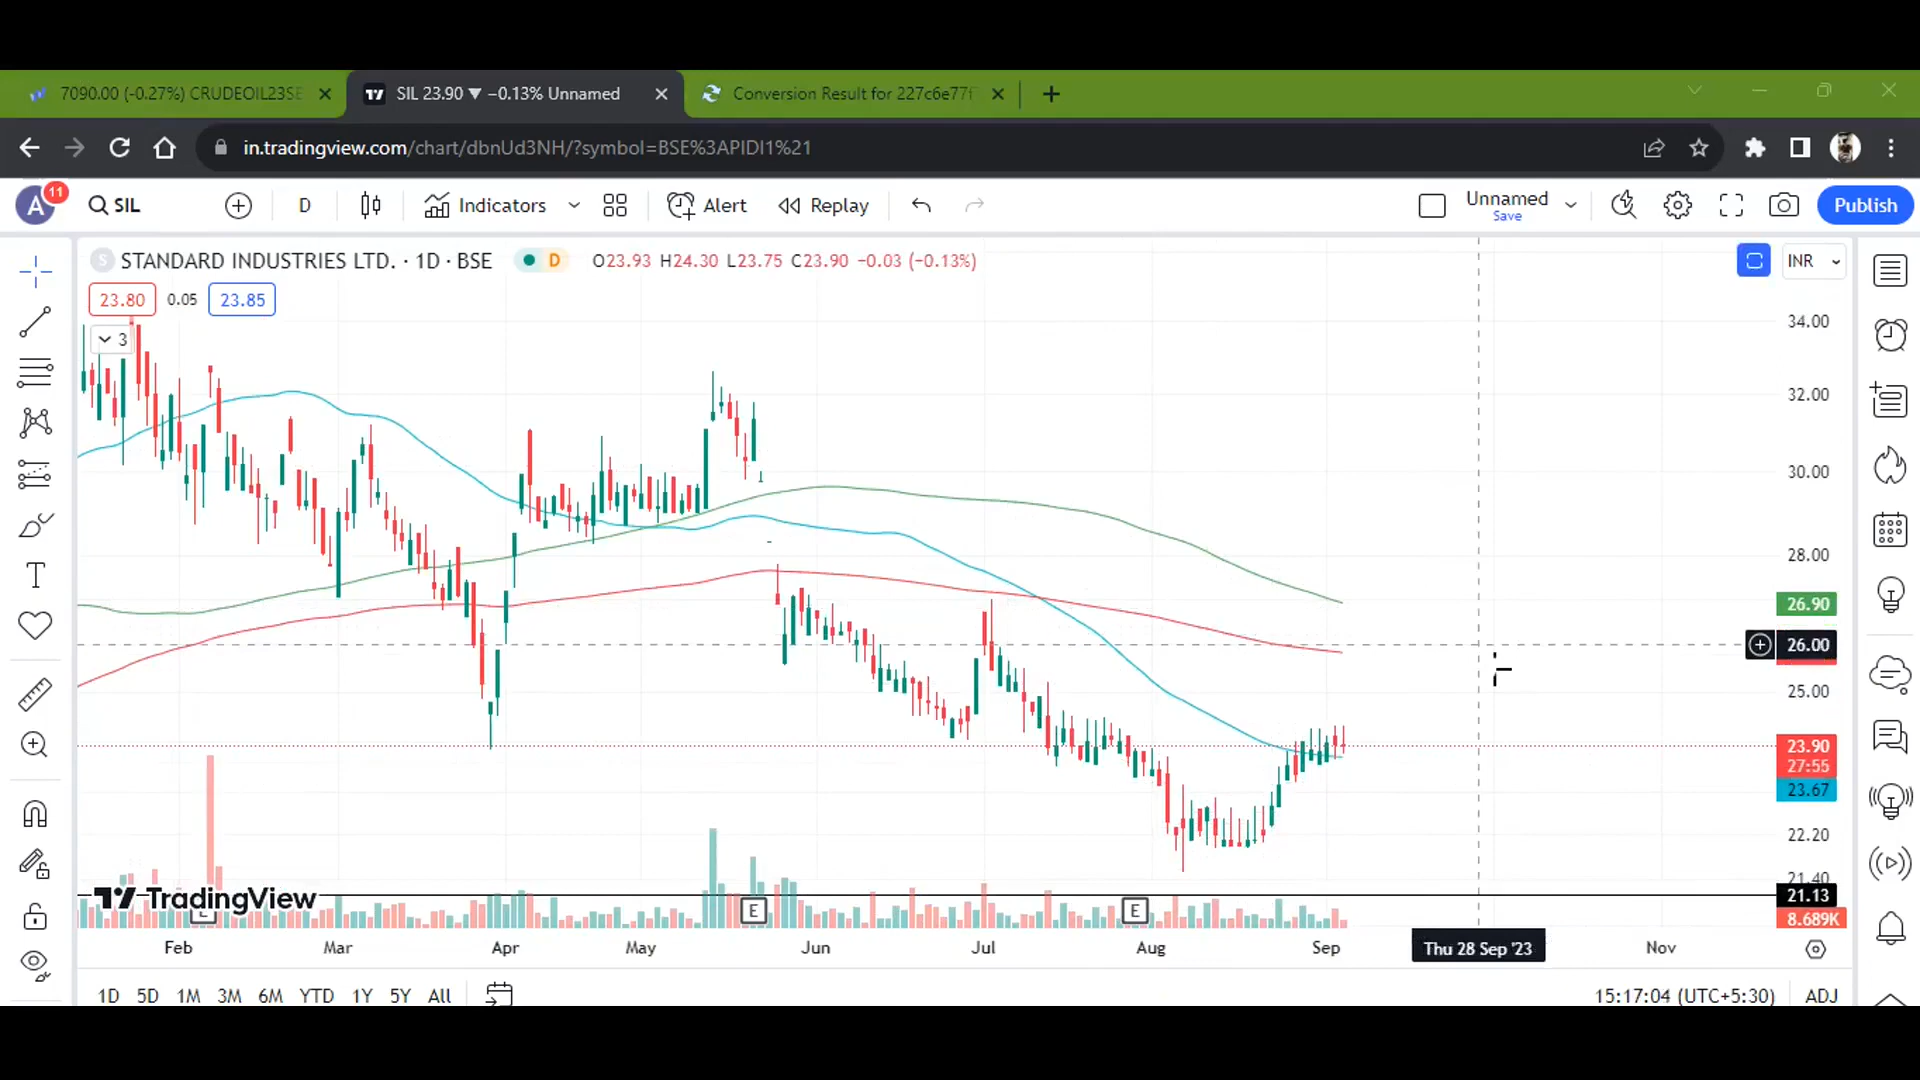 7090.00 (-0.27%) CRUDEOIL23SE
SIL 23.90 ▼ −0.13% Unnamed
Conversion Result for 227c6e77f
in.tradingview.com/chart/dbnUd3NH/?symbol=BSE%3APIDI1%21
A 11 SIL D Indicators Alert Replay Unnamed Save Publish
S STANDARD INDUSTRIES LTD. · 1D · BSE D O23.93 H24.30 L23.75 C23.90 −0.03 (−0.13%) INR
23.80 0.05 23.85
3
34.00
32.00
30.00
28.00
26.90
26.00
25.00
23.90
27:55
23.67
22.20
21.40
21.13
8.689K
TradingView
E E E
Feb Mar Apr May Jun Jul Aug Sep Thu 28 Sep '23 Nov
1D 5D 1M 3M 6M YTD 1Y 5Y All 15:17:04 (UTC+5:30) ADJ